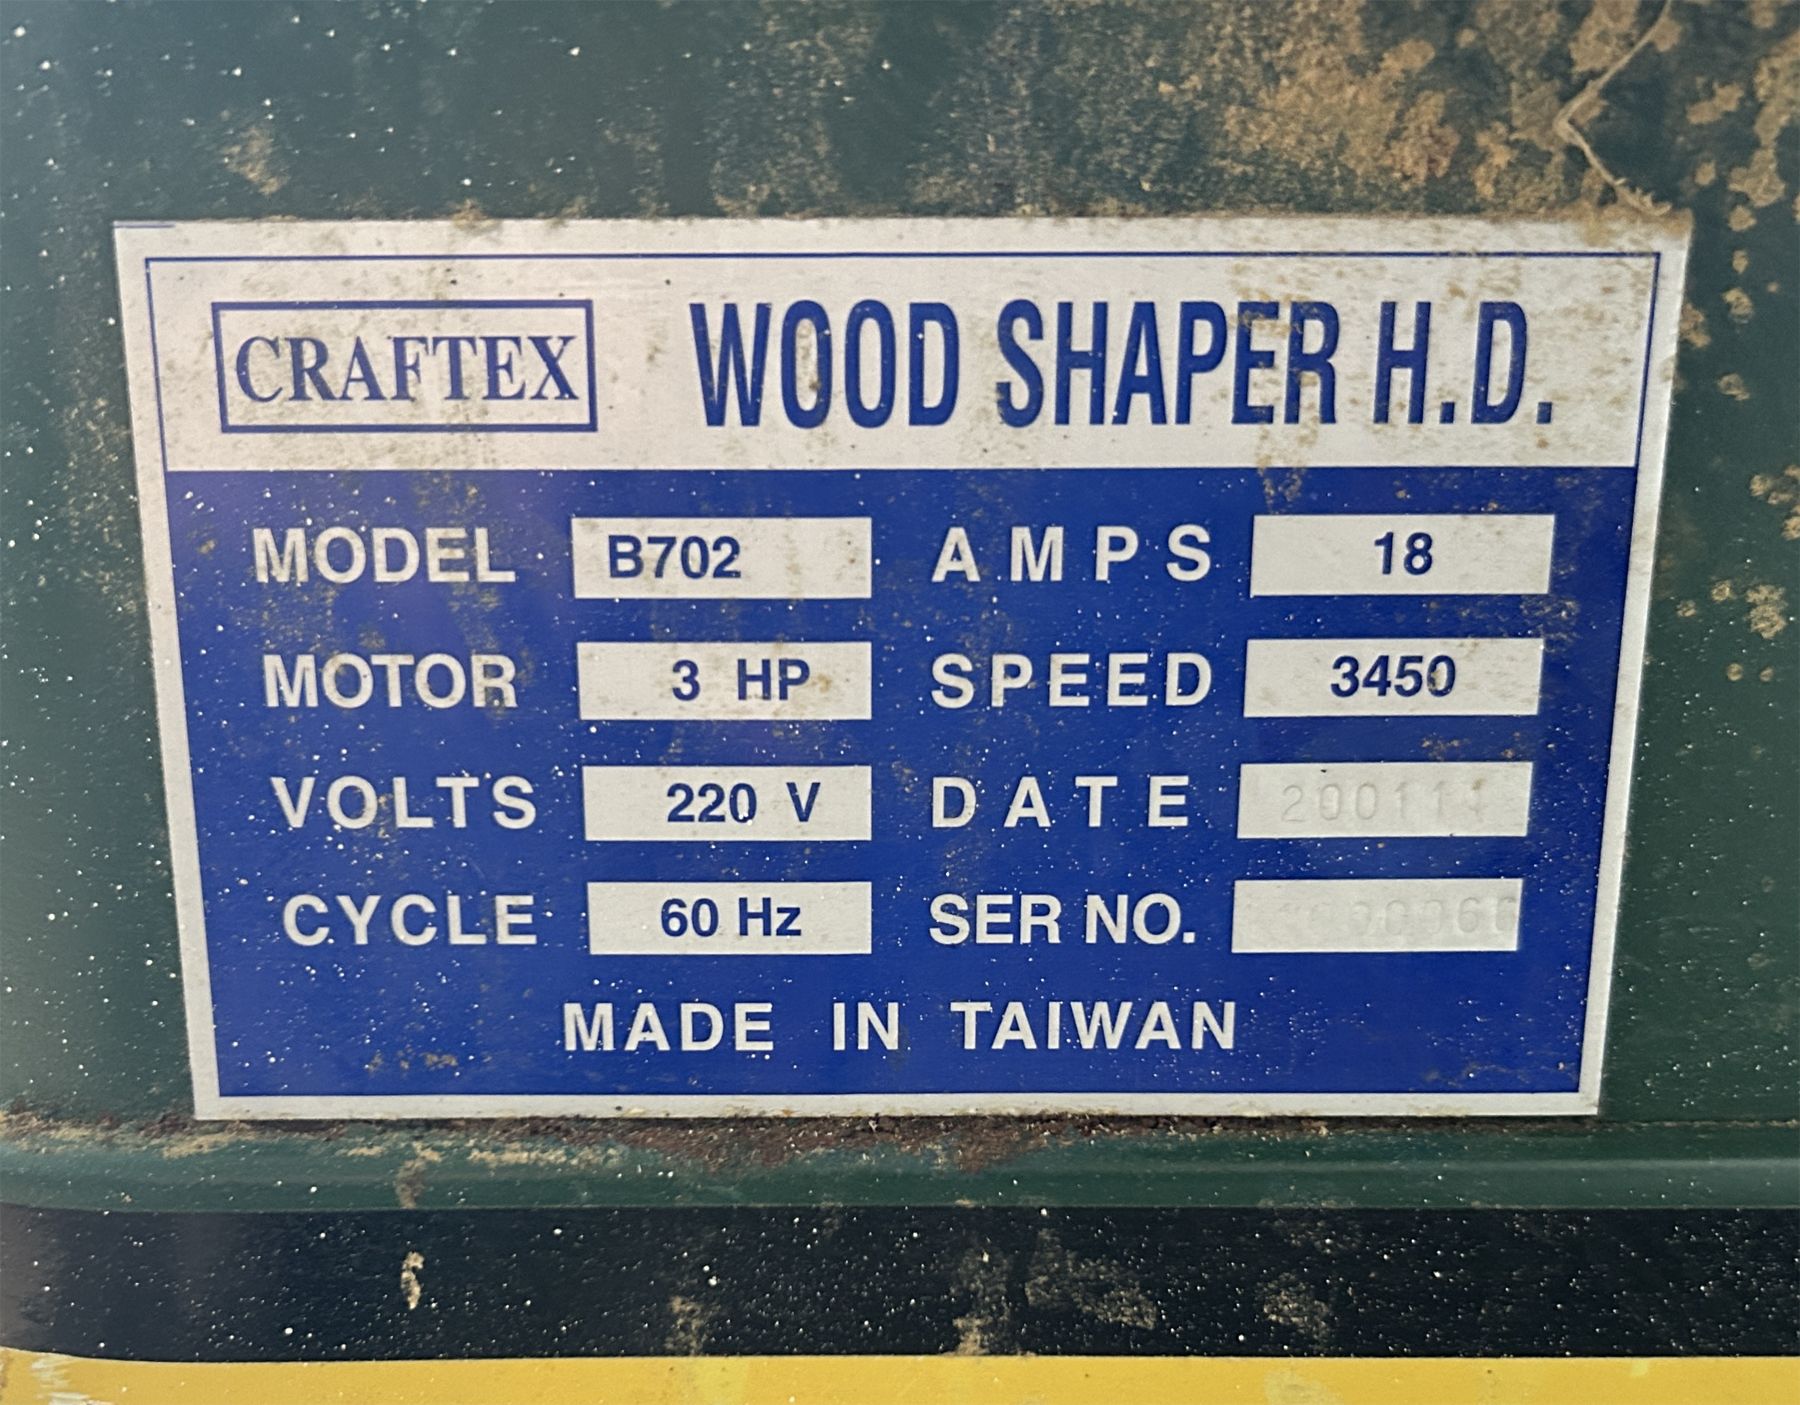 CRAFTEX WOOD SHAPER H.D.
MODEL B702 AMPS 18
MOTOR 3 HP SPEED 3450
VOLTS 220 V DATE 200111
CYCLE 60 Hz SER NO.
MADE IN TAIWAN